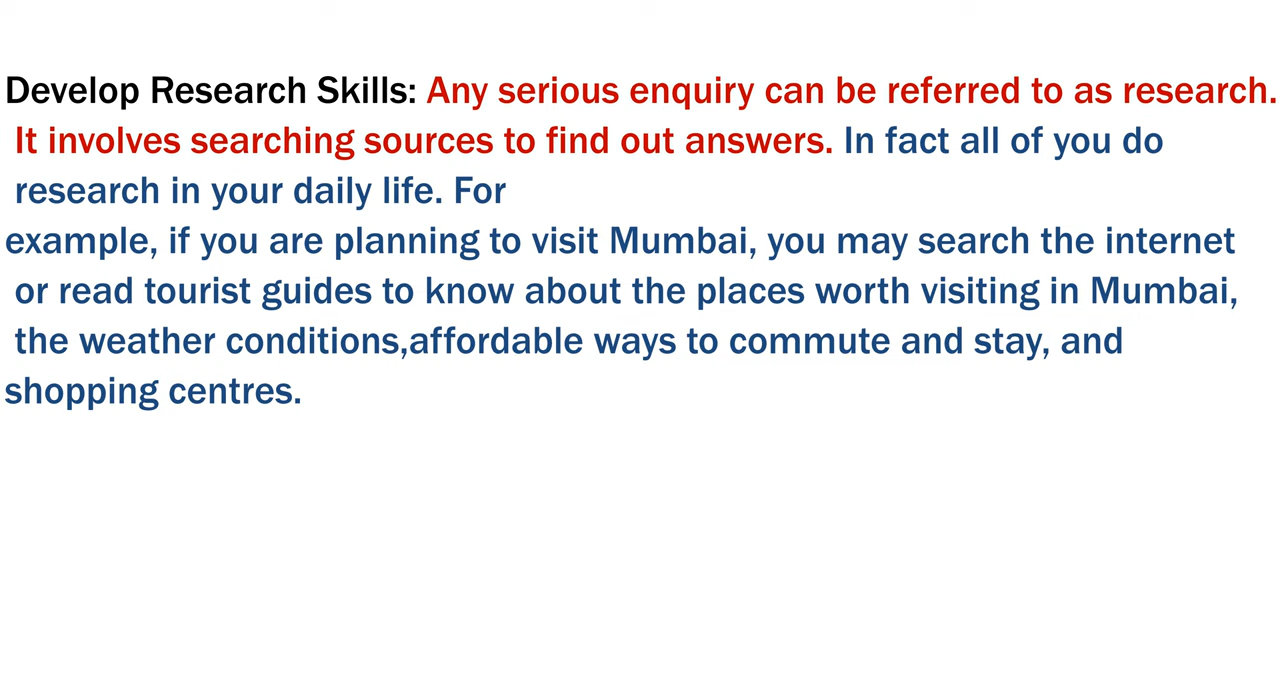 Develop Research Skills: Any serious enquiry can be referred to as research.
It involves searching sources to find out answers. In fact all of you do
research in your daily life. For
example, if you are planning to visit Mumbai, you may search the internet
or read tourist guides to know about the places worth visiting in Mumbai,
the weather conditions,affordable ways to commute and stay, and
shopping centres.